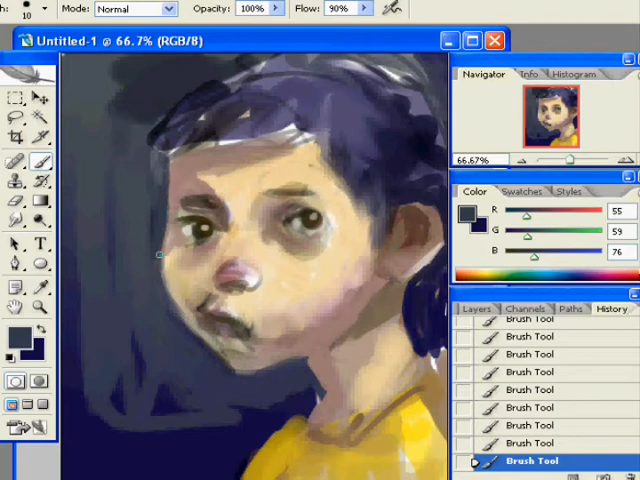 Mode: Normal Opacity: 100% Flow: 90%
10
Untitled-1 @ 66.7% (RGB/8)
Navigator Info Histogram
66.67%
Color Swatches Styles
R 55
G 59
B 76
Layers Channels Paths History
Brush Tool
Brush Tool
Brush Tool
Brush Tool
Brush Tool
Brush Tool
Brush Tool
Brush Tool
Brush Tool